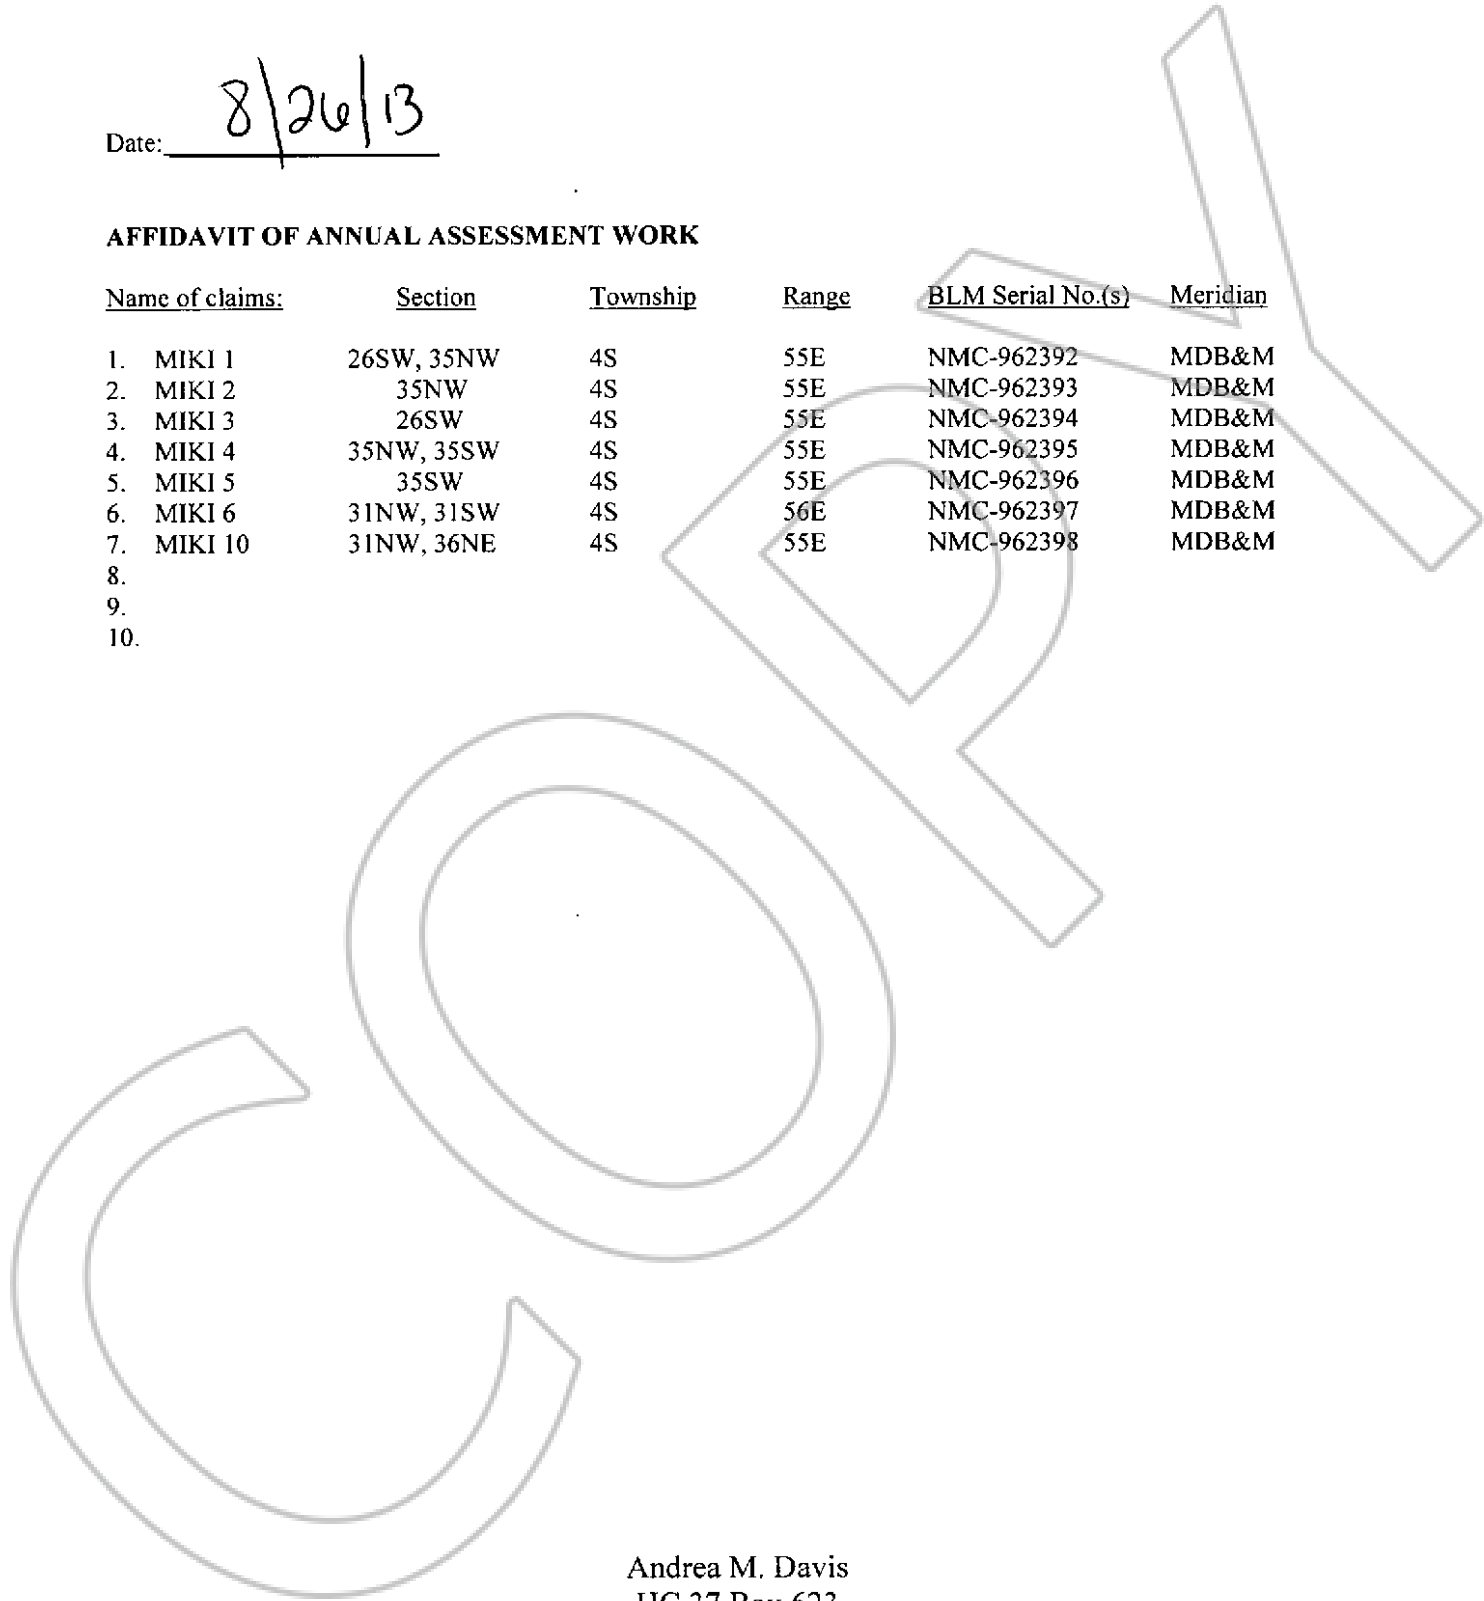 Date: 8/26/13
AFFIDAVIT OF ANNUAL ASSESSMENT WORK
Name of claims: Section Township Range BLM Serial No.(s) Meridian
1. MIKI 1 26SW, 35NW 4S 55E NMC-962392 MDB&M
2. MIKI 2 35NW 4S 55E NMC-962393 MDB&M
3. MIKI 3 26SW 4S 55E NMC-962394 MDB&M
4. MIKI 4 35NW, 35SW 4S 55E NMC-962395 MDB&M
5. MIKI 5 35SW 4S 55E NMC-962396 MDB&M
6. MIKI 6 31NW, 31SW 4S 56E NMC-962397 MDB&M
7. MIKI 10 31NW, 36NE 4S 55E NMC-962398 MDB&M
8.
9.
10.
COPY
Andrea M. Davis
HC 37 Box 623